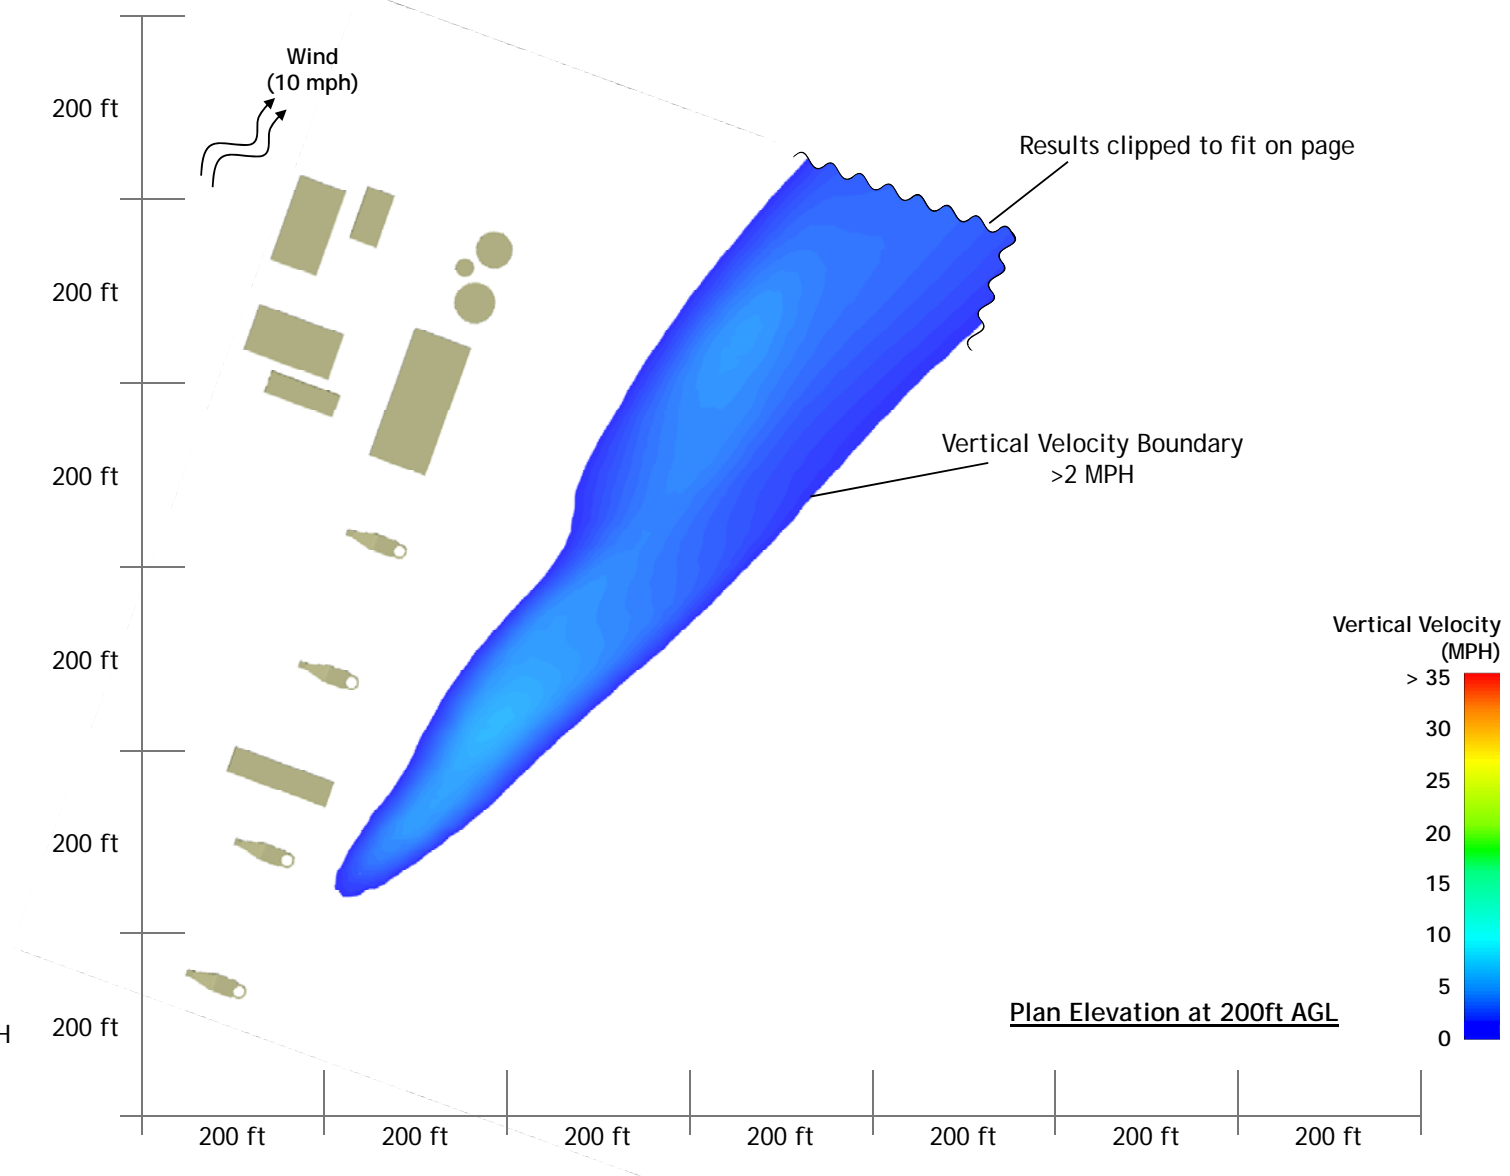 Wind
(10 mph)
200 ft
Results clipped to fit on page
200 ft
Vertical Velocity Boundary
>2 MPH
200 ft
200 ft
Vertical Velocity
(MPH)
> 35
30
25
20
15
10
5
0
200 ft
Plan Elevation at 200ft AGL
H
200 ft
200 ft
200 ft
200 ft
200 ft
200 ft
200 ft
200 ft